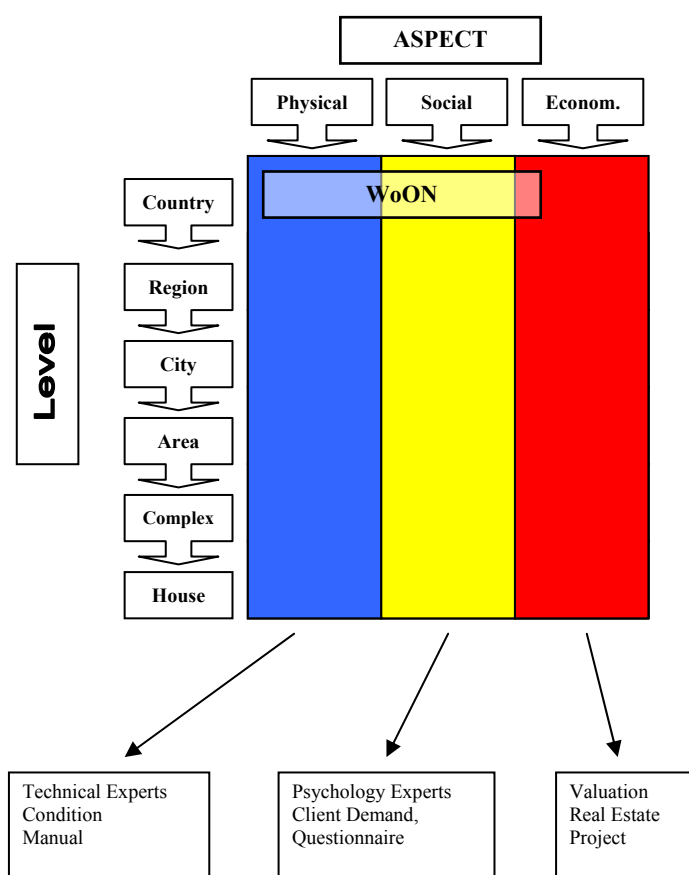 ASPECT
Physical
Social
Econom.
WoON
Country
Region
City
Area
Complex
House
Level
Technical Experts
Condition
Manual
Psychology Experts
Client Demand,
Questionnaire
Valuation
Real Estate
Project